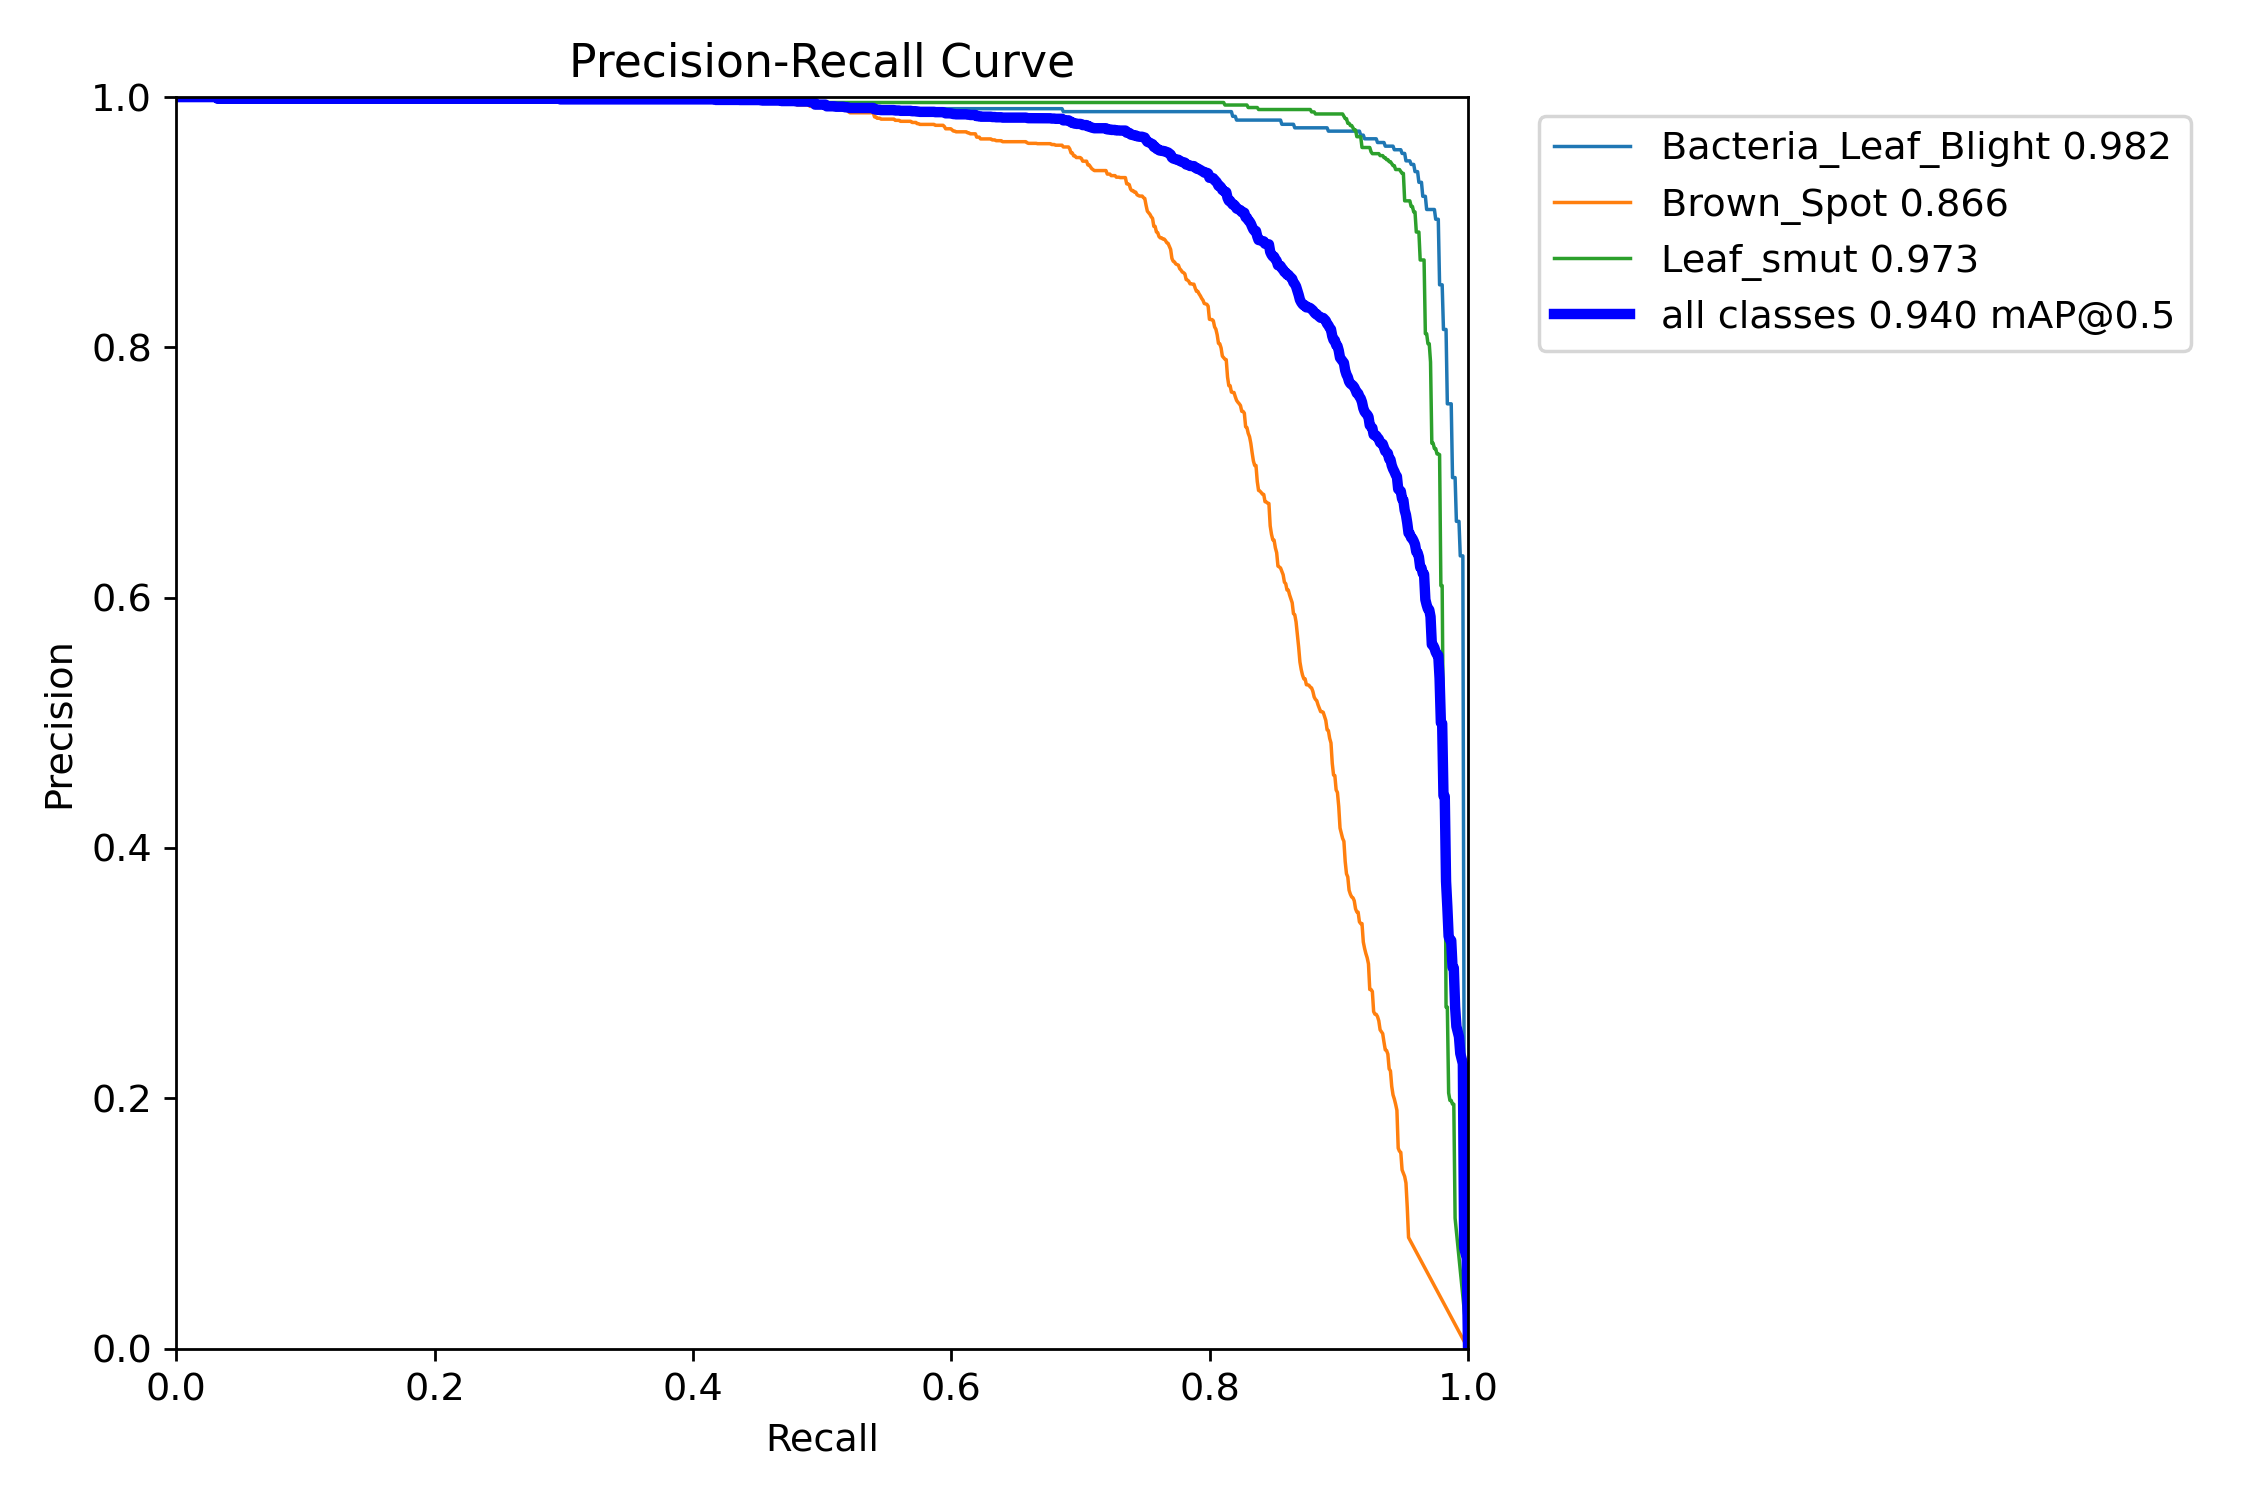 Precision-Recall Curve
1.0
0.8
0.6
0.4
0.2
0.0
Precision
0.0 0.2 0.4 0.6 0.8 1.0
Recall
Bacteria_Leaf_Blight 0.982
Brown_Spot 0.866
Leaf_smut 0.973
all classes 0.940 mAP@0.5